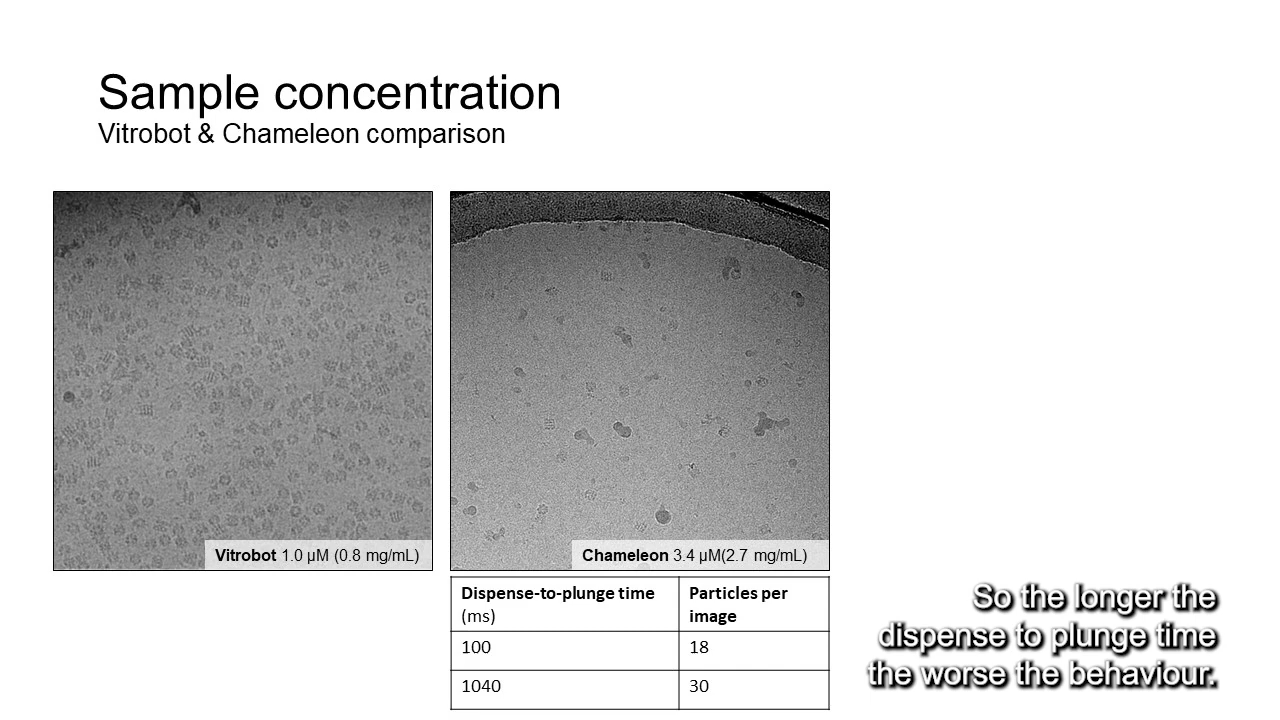 Sample concentration
Vitrobot & Chameleon comparison
Vitrobot 1.0 µM (0.8 mg/mL)
Chameleon 3.4 µM(2.7 mg/mL)
Dispense-to-plunge time (ms)
Particles per image
100 18
1040 30
So the longer the
dispense to plunge time
the worse the behaviour.